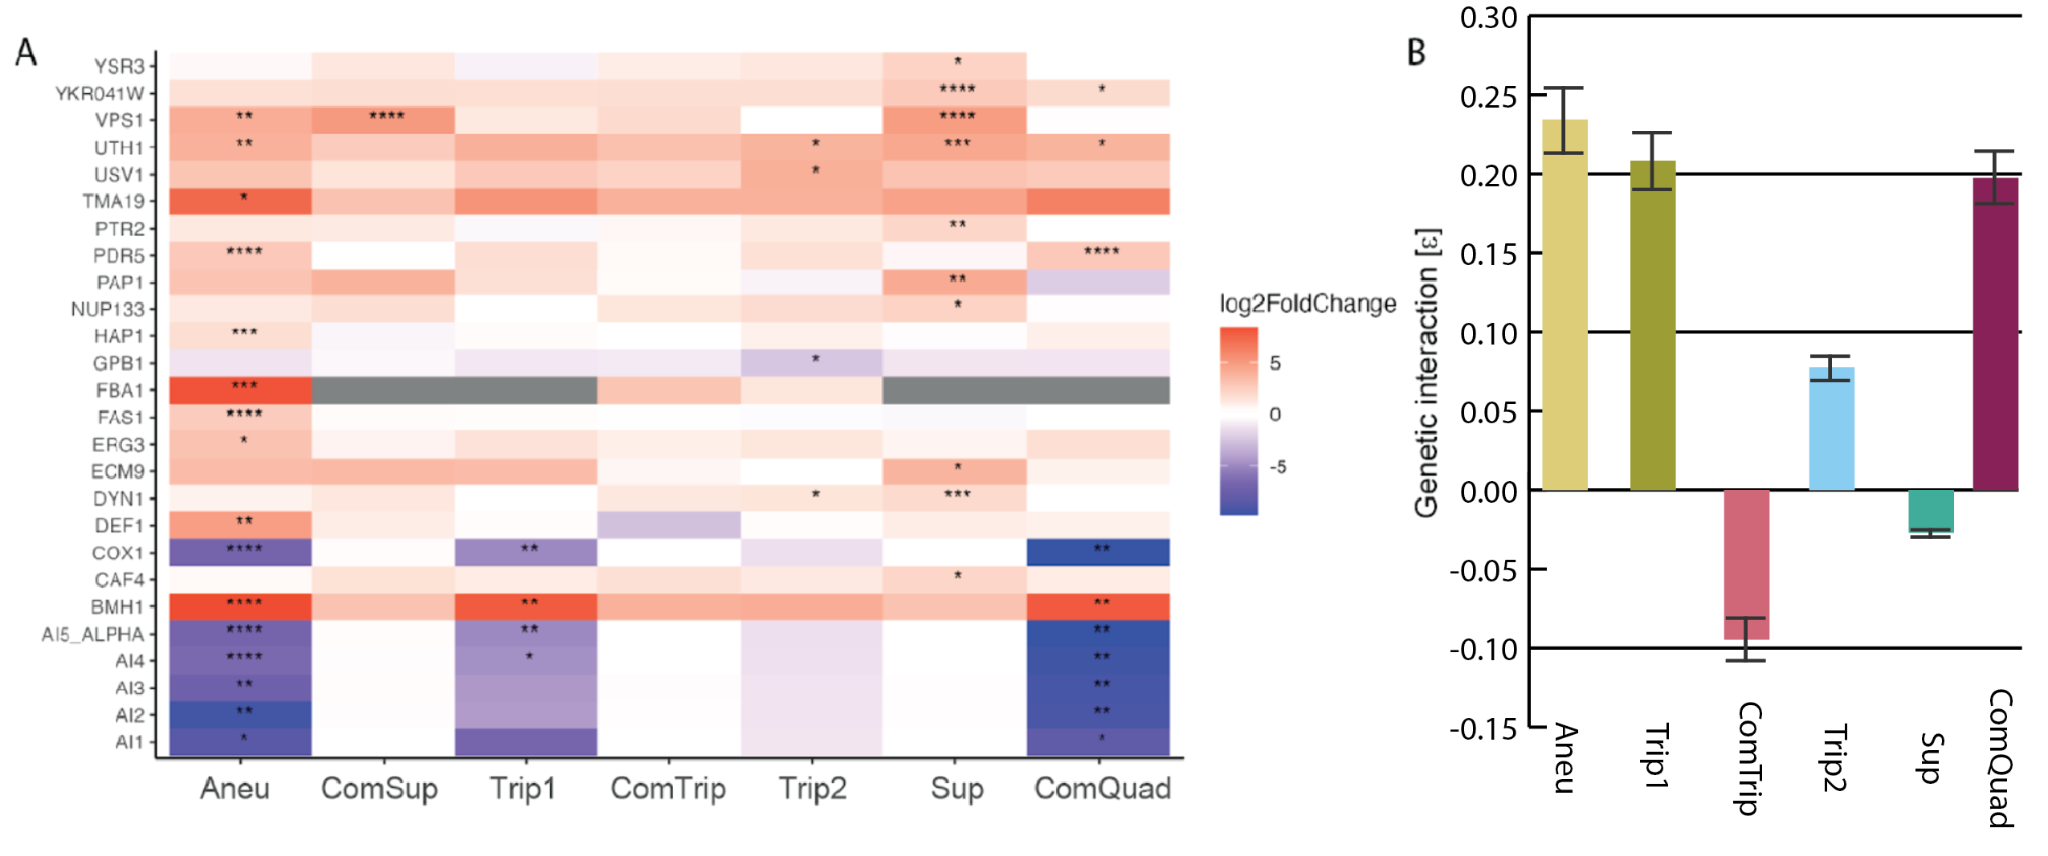 A
YSR3 *
YKR041W **** *
VPS1 ** **** ****
UTH1 ** * *** *
USV1 *
TMA19 *
PTR2 **
PDR5 **** ****
PAP1 **
NUP133 *
HAP1 ***
GPB1 *
FBA1 ***
FAS1 ****
ERG3 *
ECM9 *
DYN1 * ***
DEF1 **
COX1 **** ** **
CAF4 *
BMH1 **** ** **
AI5_ALPHA **** ** **
AI4 **** * **
AI3 ** **
AI2 ** **
AI1 * *
Aneu ComSup Trip1 ComTrip Trip2 Sup ComQuad
log2FoldChange
5
0
-5
B
Genetic interaction [ε]
0.30
0.25
0.20
0.15
0.10
0.05
0.00
-0.05
-0.10
-0.15
Aneu
Trip1
ComTrip
Trip2
Sup
ComQuad